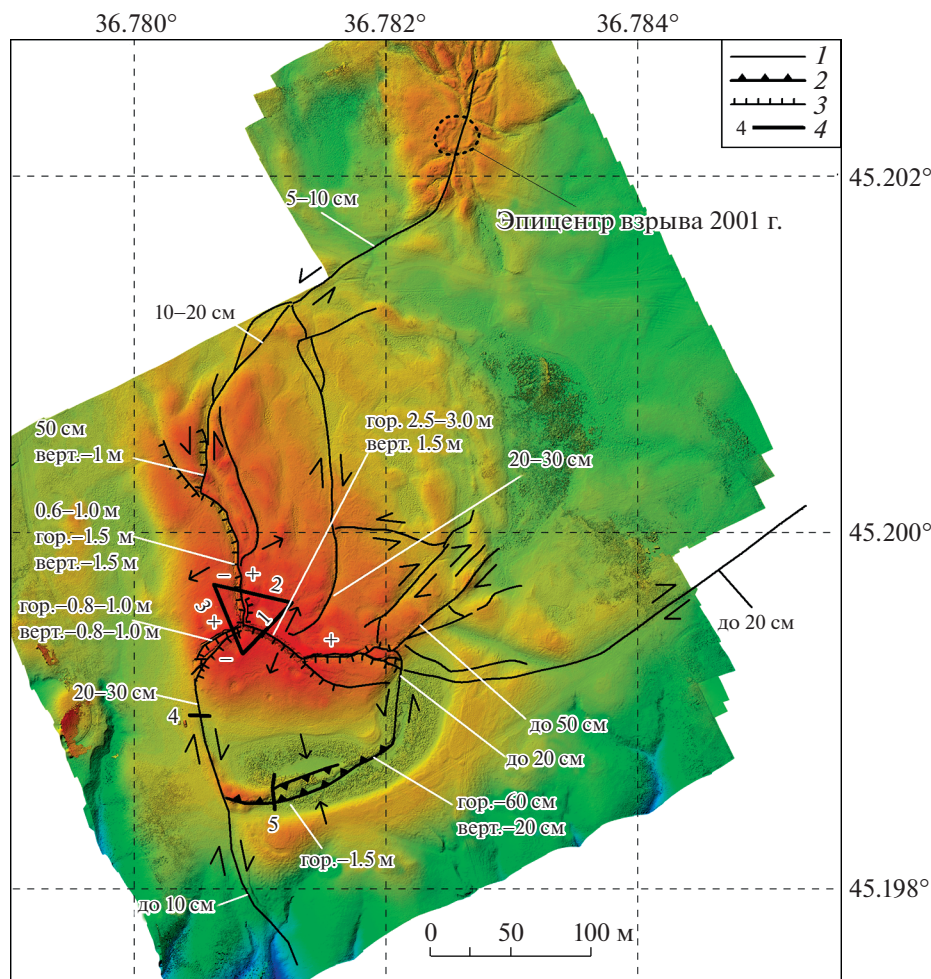 36.780° 36.782° 36.784°
1
2
3
4 4
45.202°
5–10 см
Эпицентр взрыва 2001 г.
10–20 см
гор. 2.5–3.0 м
верт. 1.5 м
50 см
верт.–1 м
20–30 см
0.6–1.0 м
гор.–1.5 м
верт.–1.5 м
45.200°
– +
2
3
1
+
–
+
гор.–0.8–1.0 м
верт.–0.8–1.0 м
до 20 см
20–30 см
4
до 50 см
до 20 см
гор.–60 см
верт.–20 см
5
гор.–1.5 м
45.198°
до 10 см
0 50 100 м